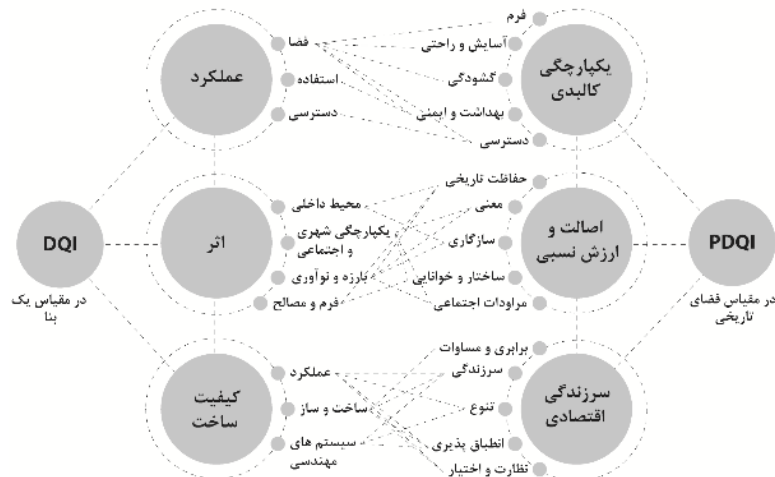 عملکرد
فضا
استفاده
دسترسی
فرم
آسایش و راحتی
گشودگی
بهداشت و ایمنی
دسترسی
یکپارچگی
کالبدی
DQI
در مقیاس یک
بنا
اثر
محیط داخلی
یکپارچگی شهری
و اجتماعی
بارزه و نوآوری
فرم و مصالح
حفاظت تاریخی
معنی
سازگاری
ساختار و خوانایی
مراودات اجتماعی
اصالت و
ارزش نسبی
PDQI
در مقیاس فضای
تاریخی
کیفیت
ساخت
عملکرد
ساخت و ساز
سیستم های
مهندسی
برابری و مساوات
سرزندگی
تنوع
انطباق پذیری
نظارت و اختیار
سرزندگی
اقتصادی